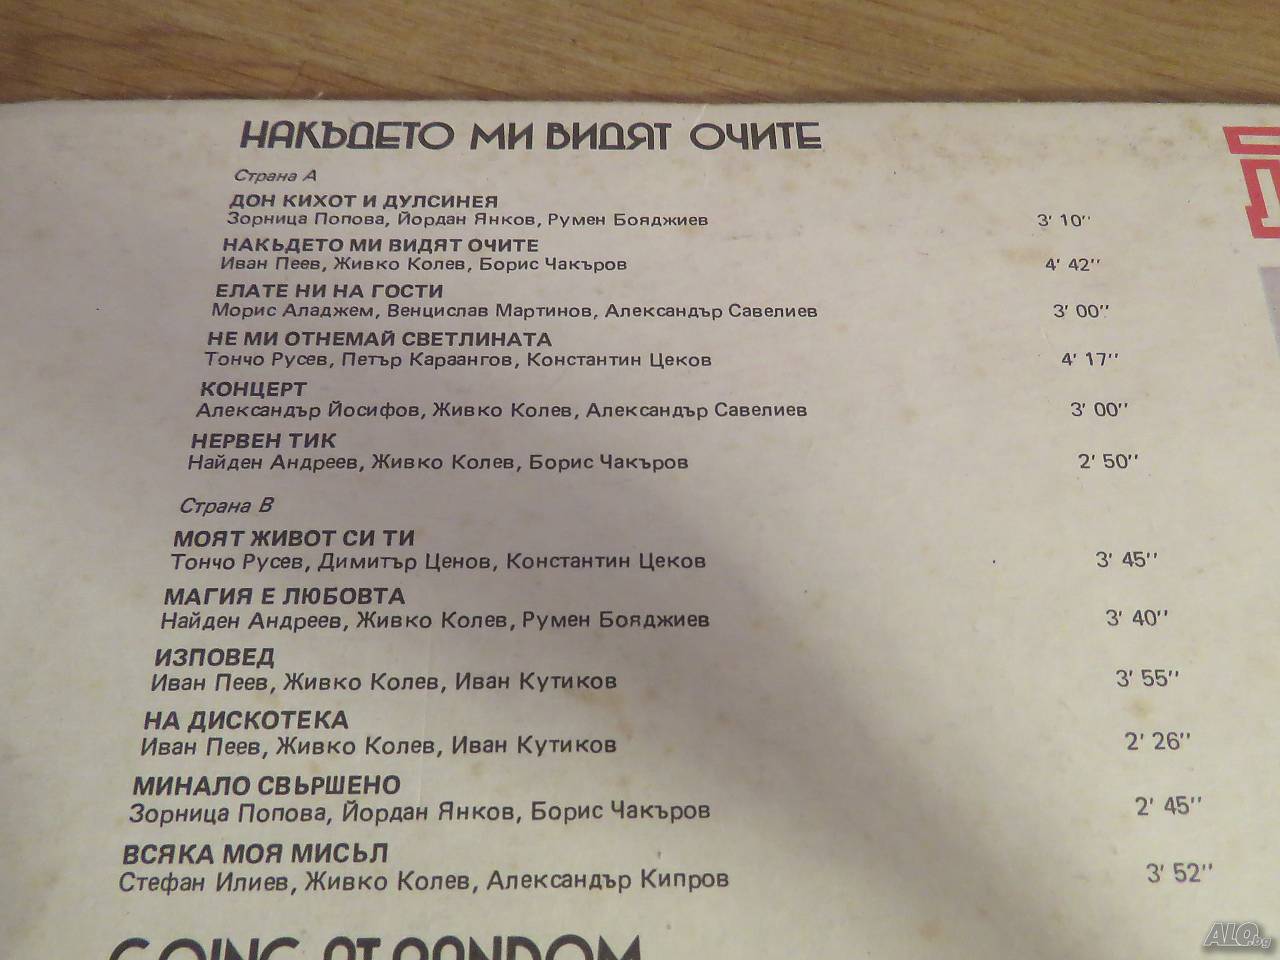 НАКЪДЕТО МИ ВИДЯТ ОЧИТЕ
Страна А
ДОН КИХОТ И ДУЛСИНЕЯ
Зорница Попова, Йордан Янков, Румен Бояджиев 3' 10''
НАКЪДЕТО МИ ВИДЯТ ОЧИТЕ
Иван Пеев, Живко Колев, Борис Чакъров 4' 42''
ЕЛАТЕ НИ НА ГОСТИ
Морис Аладжем, Венцислав Мартинов, Александър Савелиев 3' 00''
НЕ МИ ОТНЕМАЙ СВЕТЛИНАТА
Тончо Русев, Петър Караангов, Константин Цеков 4' 17''
КОНЦЕРТ
Александър Йосифов, Живко Колев, Александър Савелиев 3' 00''
НЕРВЕН ТИК
Найден Андреев, Живко Колев, Борис Чакъров 2' 50''
Страна В
МОЯТ ЖИВОТ СИ ТИ
Тончо Русев, Димитър Ценов, Константин Цеков 3' 45''
МАГИЯ Е ЛЮБОВТА
Найден Андреев, Живко Колев, Румен Бояджиев 3' 40''
ИЗПОВЕД
Иван Пеев, Живко Колев, Иван Кутиков 3' 55''
НА ДИСКОТЕКА
Иван Пеев, Живко Колев, Иван Кутиков 2' 26''
МИНАЛО СВЪРШЕНО
Зорница Попова, Йордан Янков, Борис Чакъров 2' 45''
ВСЯКА МОЯ МИСЪЛ
Стефан Илиев, Живко Колев, Александър Кипров 3' 52''
GOING AT RANDOM
ALO.bg